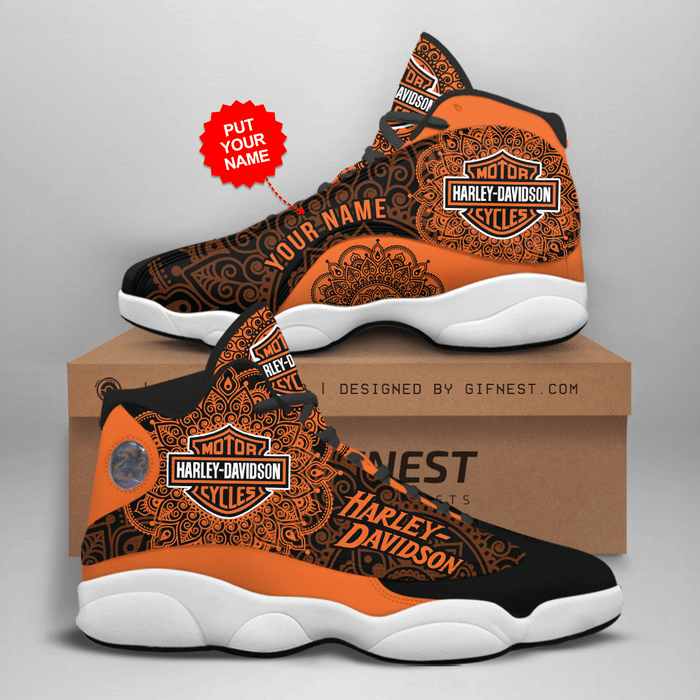 PUT
YOUR
NAME
YOUR NAME
MOTOR
HARLEY-DAVIDSON
CYCLES
AVIDSON
| DESIGNED BY GIFNEST.COM
NEST
MOTOR
HARLEY-DAVIDSON
CYCLES
HARLEY-
DAVIDSON